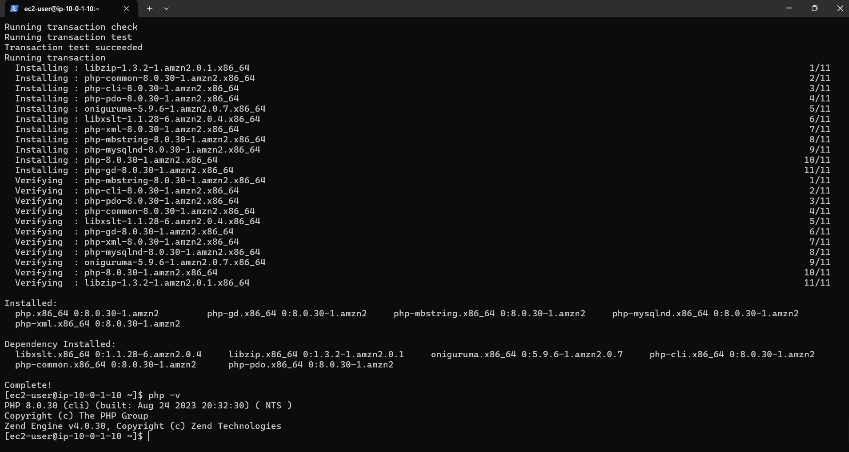 ec2-user@ip-10-0-1-10:~
Running transaction check
Running transaction test
Transaction test succeeded
Running transaction
  Installing : libzip-1.3.2-1.amzn2.0.1.x86_64 1/11
  Installing : php-common-8.0.30-1.amzn2.x86_64 2/11
  Installing : php-cli-8.0.30-1.amzn2.x86_64 3/11
  Installing : php-pdo-8.0.30-1.amzn2.x86_64 4/11
  Installing : oniguruma-5.9.6-1.amzn2.0.7.x86_64 5/11
  Installing : libxslt-1.1.28-6.amzn2.0.4.x86_64 6/11
  Installing : php-xml-8.0.30-1.amzn2.x86_64 7/11
  Installing : php-mbstring-8.0.30-1.amzn2.x86_64 8/11
  Installing : php-mysqlnd-8.0.30-1.amzn2.x86_64 9/11
  Installing : php-8.0.30-1.amzn2.x86_64 10/11
  Installing : php-gd-8.0.30-1.amzn2.x86_64 11/11
  Verifying  : php-mbstring-8.0.30-1.amzn2.x86_64 1/11
  Verifying  : php-cli-8.0.30-1.amzn2.x86_64 2/11
  Verifying  : php-pdo-8.0.30-1.amzn2.x86_64 3/11
  Verifying  : php-common-8.0.30-1.amzn2.x86_64 4/11
  Verifying  : libxslt-1.1.28-6.amzn2.0.4.x86_64 5/11
  Verifying  : php-gd-8.0.30-1.amzn2.x86_64 6/11
  Verifying  : php-xml-8.0.30-1.amzn2.x86_64 7/11
  Verifying  : php-mysqlnd-8.0.30-1.amzn2.x86_64 8/11
  Verifying  : oniguruma-5.9.6-1.amzn2.0.7.x86_64 9/11
  Verifying  : php-8.0.30-1.amzn2.x86_64 10/11
  Verifying  : libzip-1.3.2-1.amzn2.0.1.x86_64 11/11
Installed:
  php.x86_64 0:8.0.30-1.amzn2 php-gd.x86_64 0:8.0.30-1.amzn2 php-mbstring.x86_64 0:8.0.30-1.amzn2 php-mysqlnd.x86_64 0:8.0.30-1.amzn2
  php-xml.x86_64 0:8.0.30-1.amzn2
Dependency Installed:
  libxslt.x86_64 0:1.1.28-6.amzn2.0.4 libzip.x86_64 0:1.3.2-1.amzn2.0.1 oniguruma.x86_64 0:5.9.6-1.amzn2.0.7 php-cli.x86_64 0:8.0.30-1.amzn2
  php-common.x86_64 0:8.0.30-1.amzn2 php-pdo.x86_64 0:8.0.30-1.amzn2
Complete!
[ec2-user@ip-10-0-1-10 ~]$ php -v
PHP 8.0.30 (cli) (built: Aug 24 2023 20:32:30) ( NTS )
Copyright (c) The PHP Group
Zend Engine v4.0.30, Copyright (c) Zend Technologies
[ec2-user@ip-10-0-1-10 ~]$